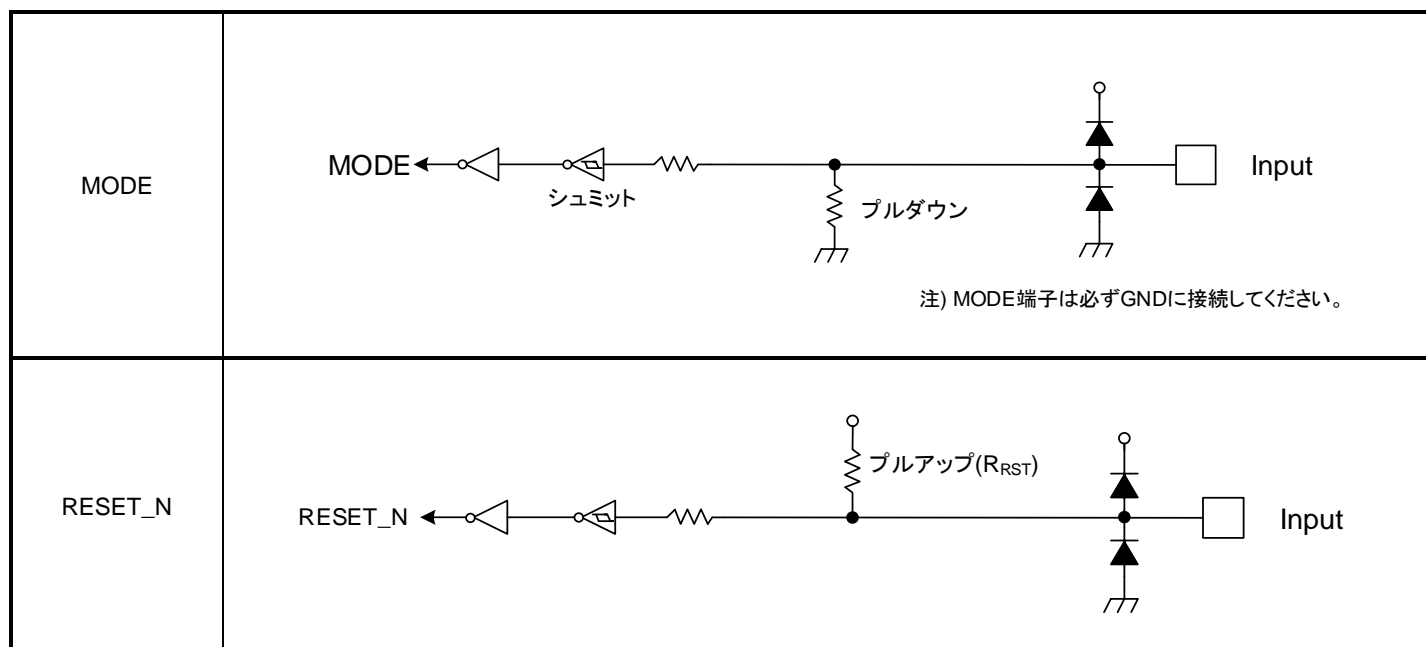 MODE
MODE
シュミット
プルダウン
Input
注) MODE端子は必ずGNDに接続してください。
RESET_N
RESET_N
プルアップ(RRST)
Input